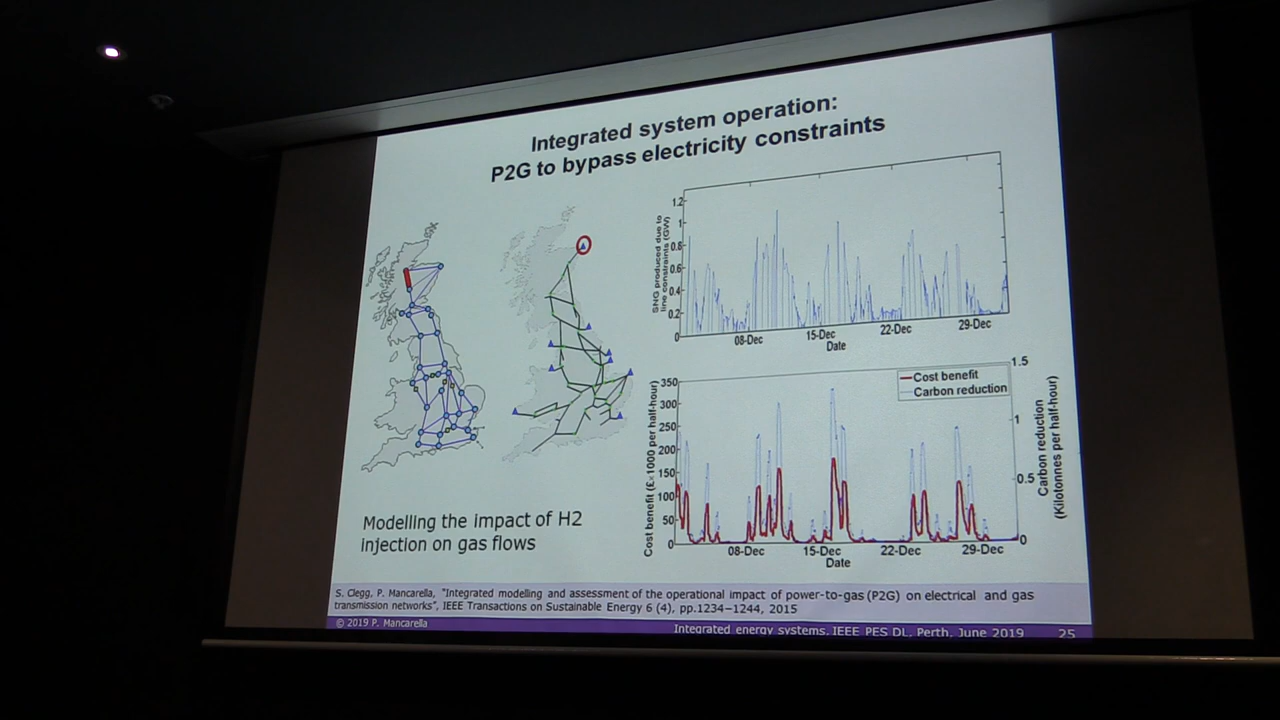 Integrated system operation:
P2G to bypass electricity constraints
SNG produced due to
line constraints (GW)
1.2
1
0.8
0.6
0.4
0.2
0
08-Dec
15-Dec
22-Dec
29-Dec
Date
Cost benefit (£×1000 per half-hour)
350
300
250
200
150
100
50
0
Cost benefit
Carbon reduction
1.5
1
0.5
0
Carbon reduction
(Kilotonnes per half-hour)
08-Dec
15-Dec
22-Dec
29-Dec
Date
Modelling the impact of H2
injection on gas flows
S. Clegg, P. Mancarella, "Integrated modelling and assessment of the operational impact of power-to-gas (P2G) on electrical and gas
transmission networks", IEEE Transactions on Sustainable Energy 6 (4), pp.1234–1244, 2015
© 2019 P. Mancarella
Integrated energy systems, IEEE PES DL, Perth, June 2019
25